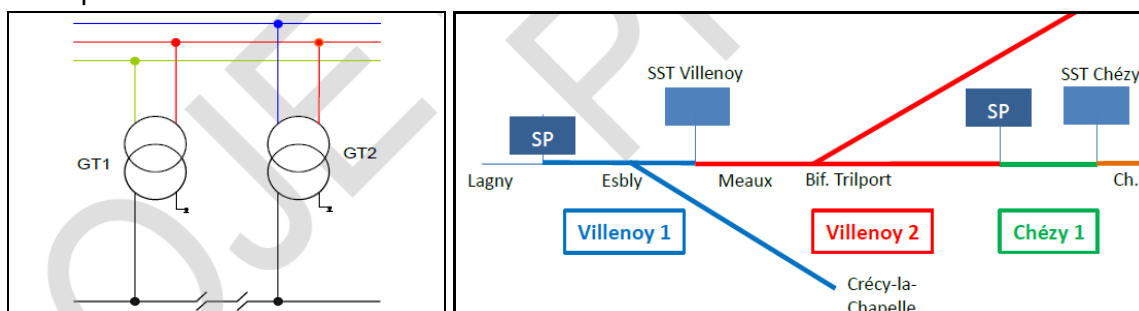 GT1
GT2
SST Villenoy
SST Chézy
SP
SP
Lagny
Esbly
Meaux
Bif. Trilport
Ch.
Villenoy 1
Villenoy 2
Chézy 1
Crécy-la-
Chapelle